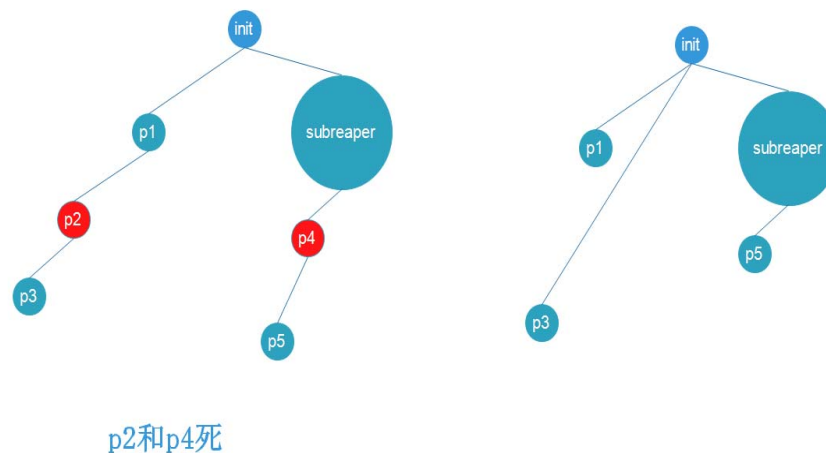 init
p1
subreaper
p2
p4
p3
p5
p2和p4死
init
p1
subreaper
p5
p3